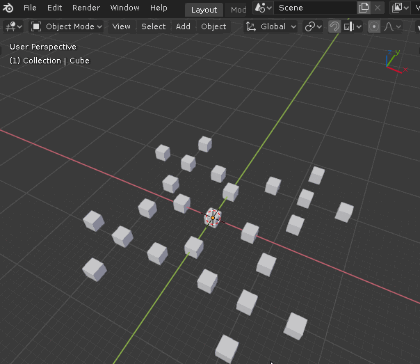 File Edit Render Window Help Layout Mod Scene
Object Mode View Select Add Object Global
User Perspective
(1) Collection | Cube